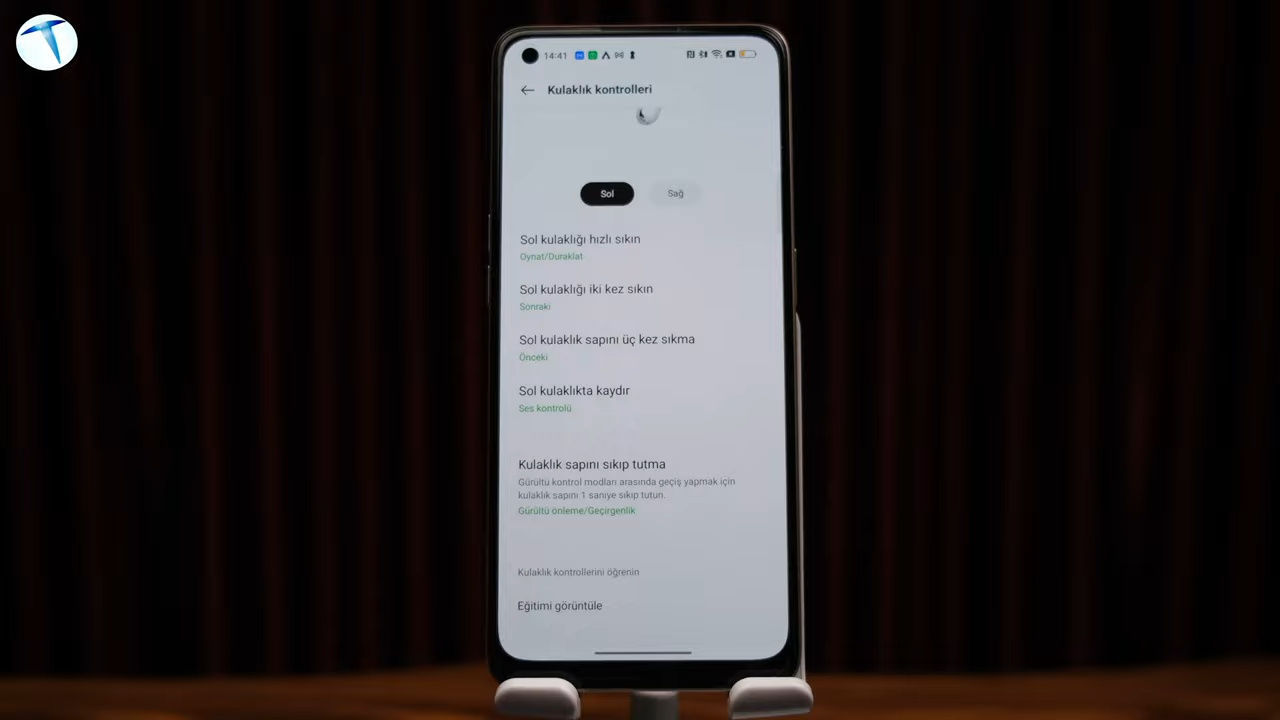 14:41
Kulaklık kontrolleri
Sol
Sağ
Sol kulaklığı hızlı sıkın
Oynat/Duraklat
Sol kulaklığı iki kez sıkın
Sonraki
Sol kulaklık sapını üç kez sıkma
Önceki
Sol kulaklıkta kaydır
Ses kontrolü
Kulaklık sapını sıkıp tutma
Gürültü kontrol modları arasında geçiş yapmak için
kulaklık sapını 1 saniye sıkıp tutun.
Gürültü önleme/Geçirgenlik
Kulaklık kontrollerini öğrenin
Eğitimi görüntüle